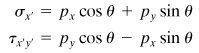 σx′ = px cos θ + py sin θ
τx′y′ = py cos θ − px sin θ